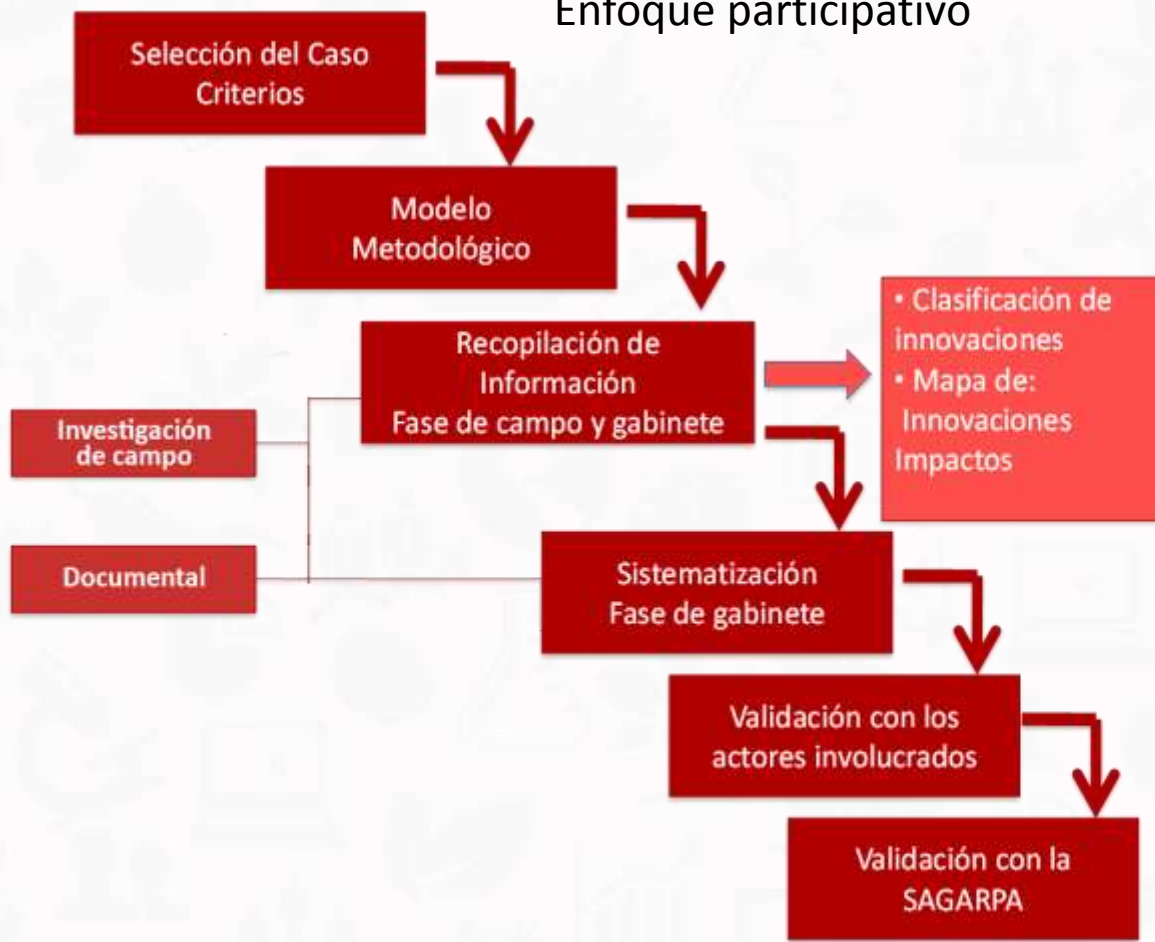 Enfoque participativo
Selección del Caso
Criterios
Modelo
Metodológico
Recopilación de
Información
Fase de campo y gabinete
• Clasificación de
innovaciones
• Mapa de:
Innovaciones
Impactos
Investigación
de campo
Documental
Sistematización
Fase de gabinete
Validación con los
actores involucrados
Validación con la
SAGARPA